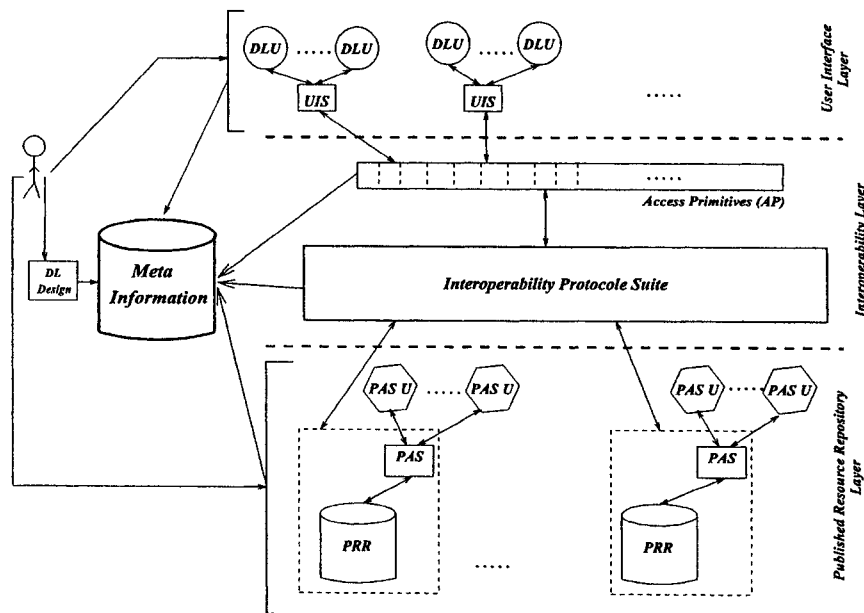 DLU ..... DLU
DLU ..... DLU
UIS
UIS
.....
User Interface
Layer
.....
Access Primitives (AP)
DL
Design
Meta
Information
Interoperability Protocole Suite
Interoperability Layer
PAS U ..... PAS U
PAS U ...... PAS U
PAS
PAS
PRR
.....
PRR
Published Resource Repository
Layer